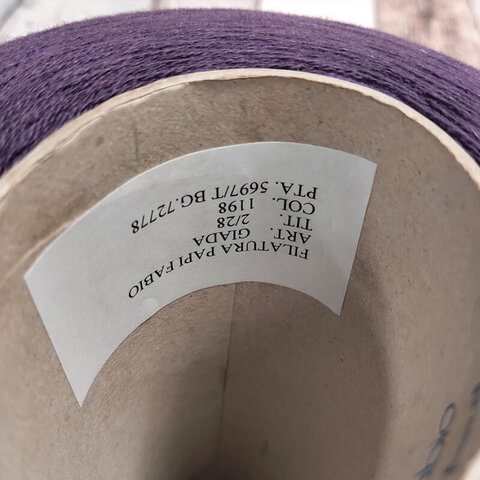 FILATURA PAPI FABIO
ART. GIADA
TIT. 2/28
COL. 1198
PTA. 5697/T BG.72778